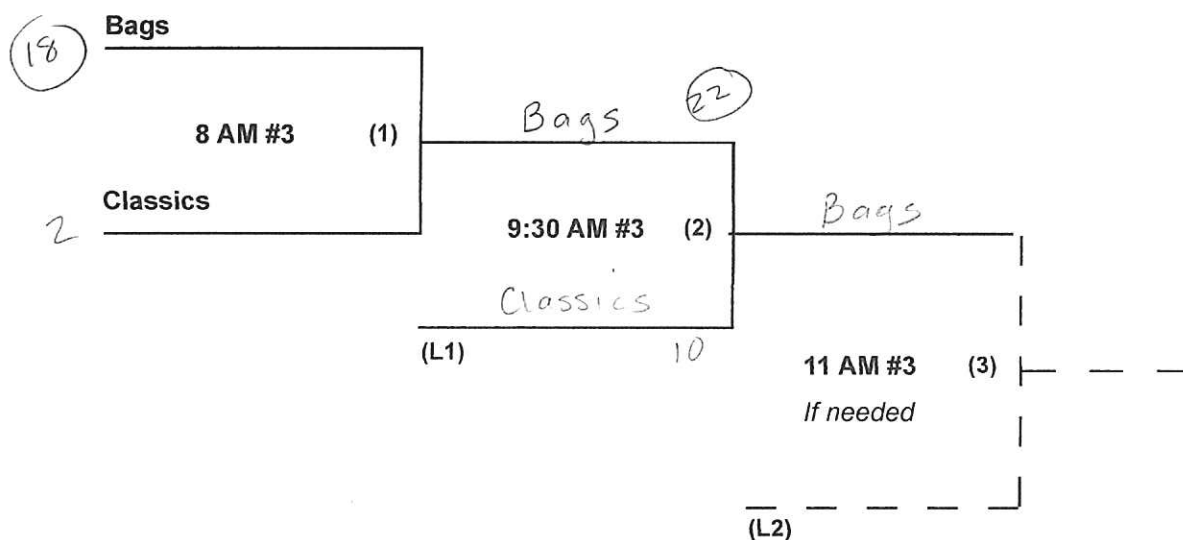 Bags
18
8 AM #3 (1)
Bags 22
Classics
2
9:30 AM #3 (2)
Bags
Classics
(L1) 10
11 AM #3 (3)
If needed
(L2)